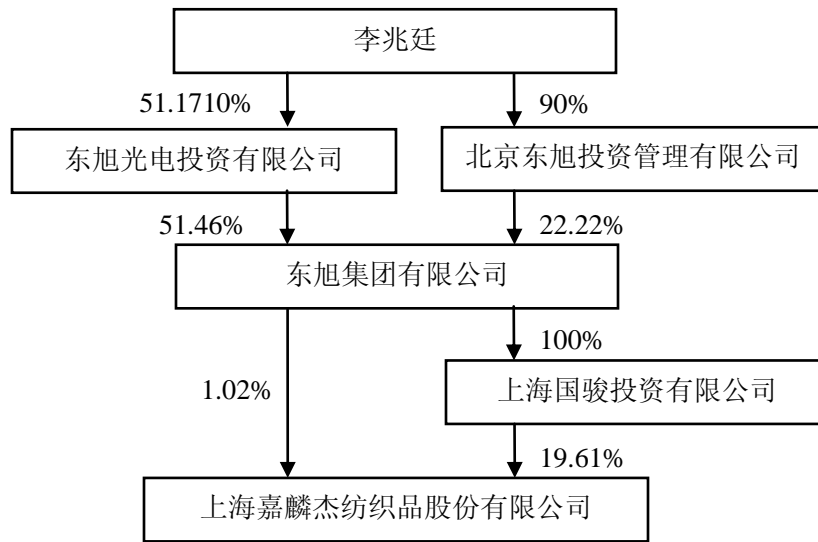 李兆廷
51.1710%
90%
东旭光电投资有限公司
北京东旭投资管理有限公司
51.46%
22.22%
东旭集团有限公司
100%
1.02%
上海国骏投资有限公司
19.61%
上海嘉麟杰纺织品股份有限公司